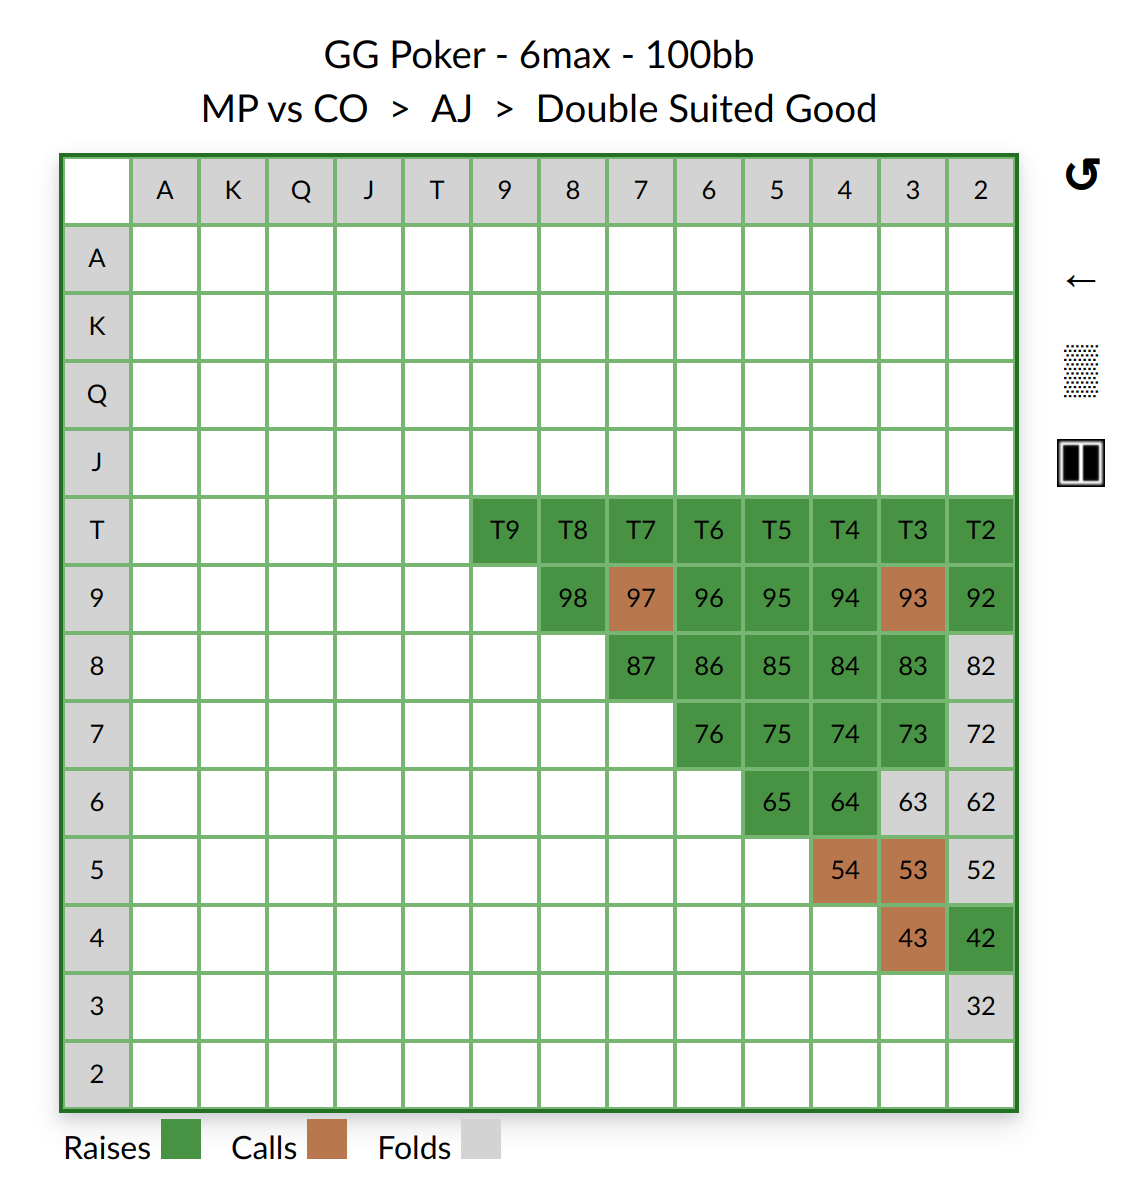 GG Poker - 6max - 100bb
MP vs CO > AJ > Double Suited Good
A K Q J T 9 8 7 6 5 4 3 2
A
K
Q
J
T T9 T8 T7 T6 T5 T4 T3 T2
9 98 97 96 95 94 93 92
8 87 86 85 84 83 82
7 76 75 74 73 72
6 65 64 63 62
5 54 53 52
4 43 42
3 32
2
Raises Calls Folds